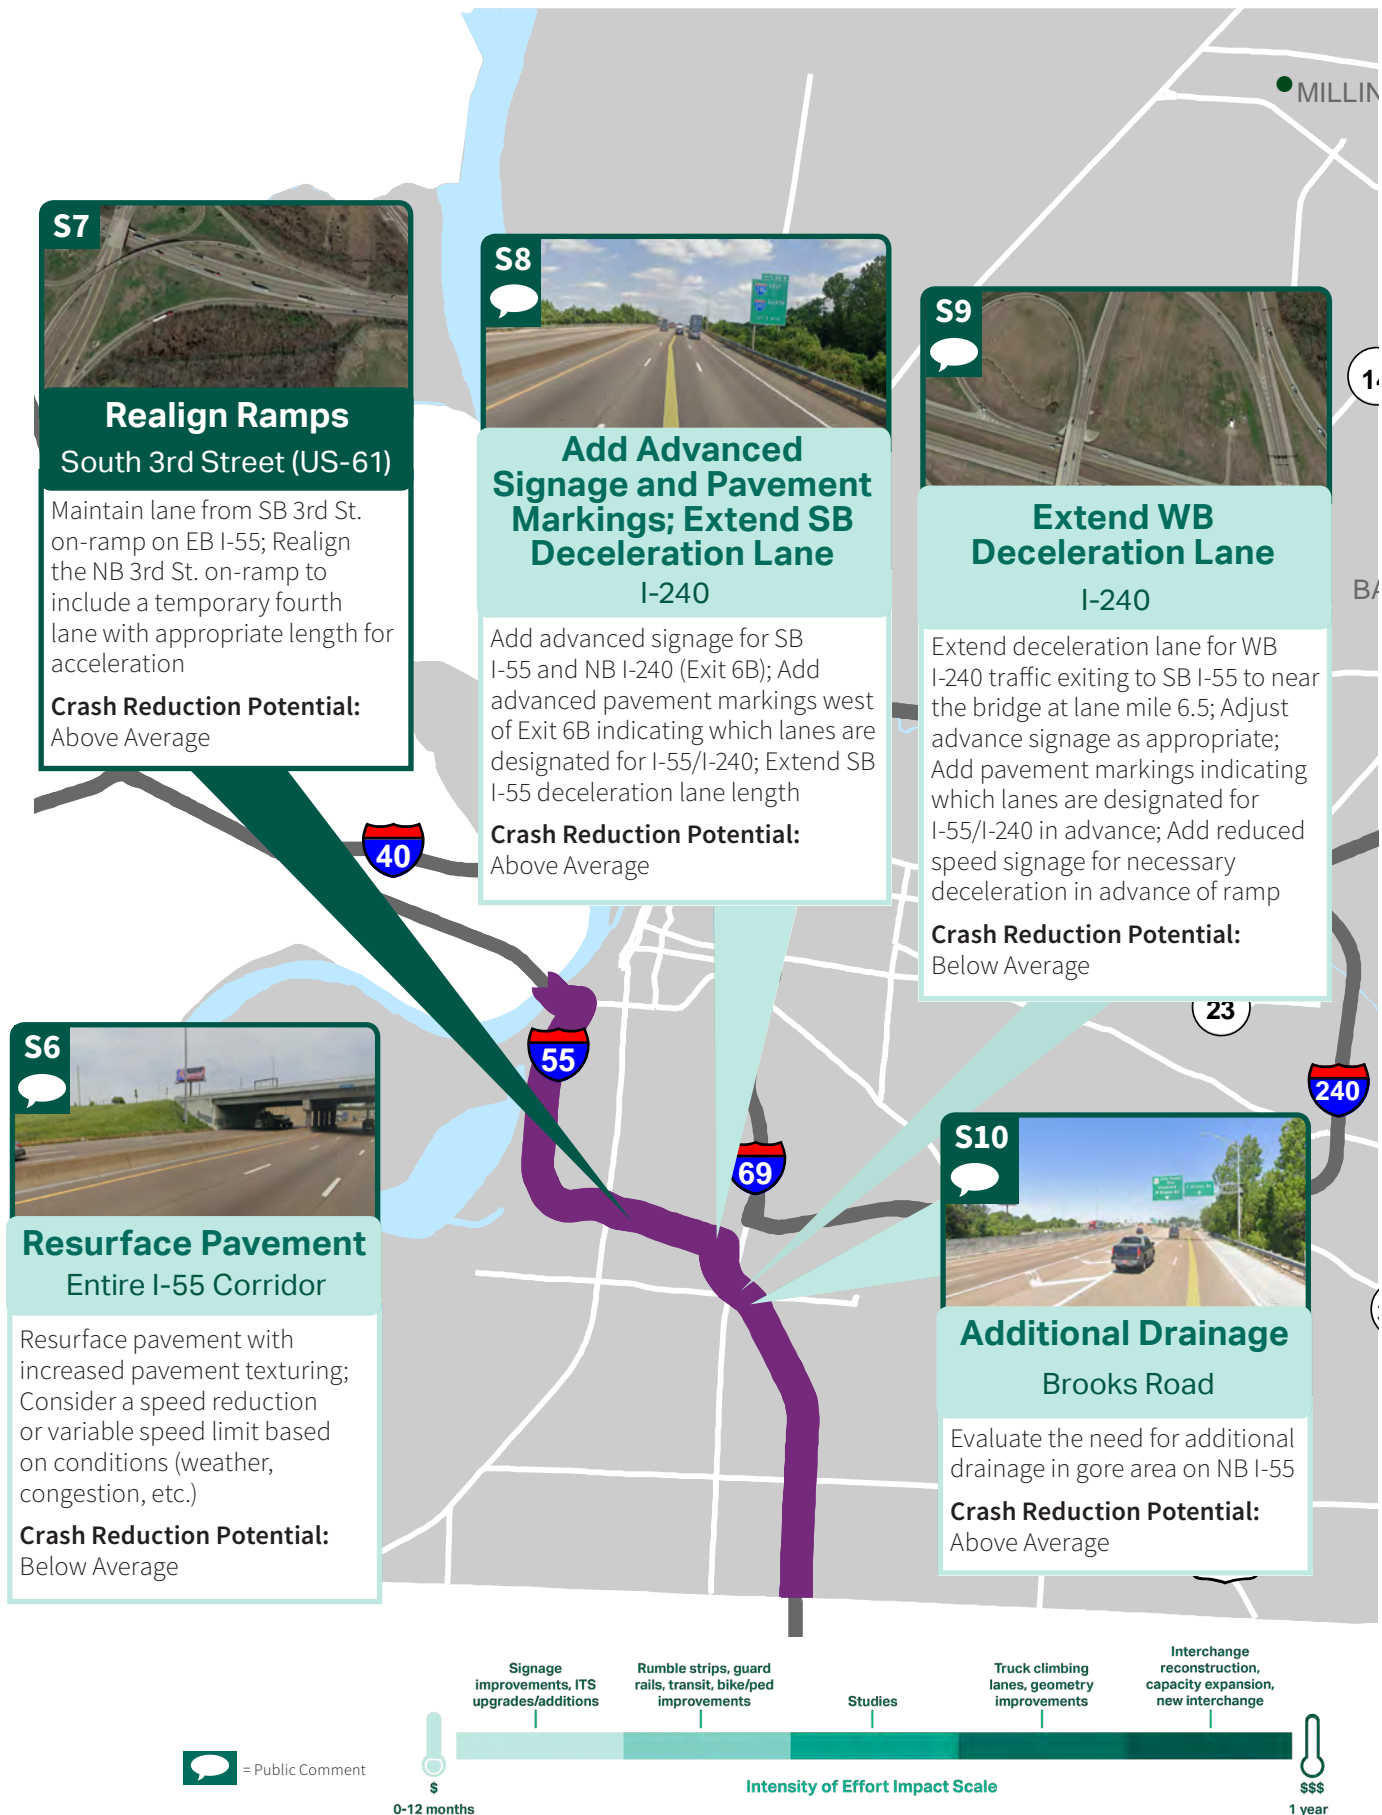 MILLIN
S7
Realign Ramps
South 3rd Street (US-61)
Maintain lane from SB 3rd St.
on-ramp on EB I-55; Realign
the NB 3rd St. on-ramp to
include a temporary fourth
lane with appropriate length for
acceleration
Crash Reduction Potential:
Above Average
S8
Add Advanced
Signage and Pavement
Markings; Extend SB
Deceleration Lane
I-240
Add advanced signage for SB
I-55 and NB I-240 (Exit 6B); Add
advanced pavement markings west
of Exit 6B indicating which lanes are
designated for I-55/I-240; Extend SB
I-55 deceleration lane length
Crash Reduction Potential:
Above Average
S9
Extend WB
Deceleration Lane
I-240
Extend deceleration lane for WB
I-240 traffic exiting to SB I-55 to near
the bridge at lane mile 6.5; Adjust
advance signage as appropriate;
Add pavement markings indicating
which lanes are designated for
I-55/I-240 in advance; Add reduced
speed signage for necessary
deceleration in advance of ramp
Crash Reduction Potential:
Below Average
14
BA
40
55
69
23
240
S6
Resurface Pavement
Entire I-55 Corridor
Resurface pavement with
increased pavement texturing;
Consider a speed reduction
or variable speed limit based
on conditions (weather,
congestion, etc.)
Crash Reduction Potential:
Below Average
S10
Additional Drainage
Brooks Road
Evaluate the need for additional
drainage in gore area on NB I-55
Crash Reduction Potential:
Above Average
= Public Comment
Signage
improvements, ITS
upgrades/additions
Rumble strips, guard
rails, transit, bike/ped
improvements
Studies
Truck climbing
lanes, geometry
improvements
Interchange
reconstruction,
capacity expansion,
new interchange
Intensity of Effort Impact Scale
$
0-12 months
$$$
1 year